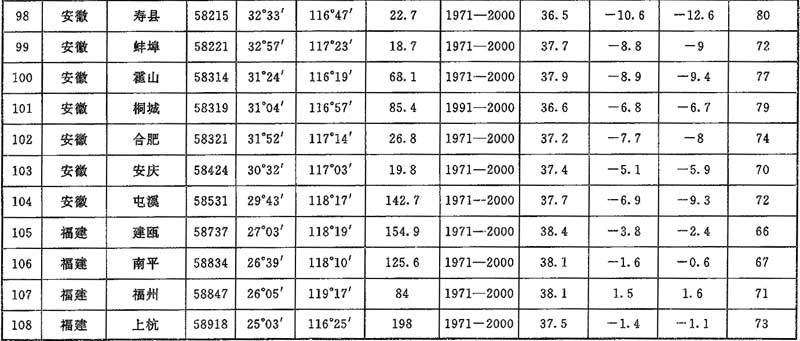 98 安徽 寿县 58215 32°33′ 116°47′ 22.7 1971—2000 36.5 −10.6 −12.6 80
99 安徽 蚌埠 58221 32°57′ 117°23′ 18.7 1971—2000 37.7 −8.8 −9 72
100 安徽 霍山 58314 31°24′ 116°19′ 68.1 1971—2000 37.9 −8.9 −9.4 77
101 安徽 桐城 58319 31°04′ 116°57′ 85.4 1991—2000 36.6 −6.8 −6.7 79
102 安徽 合肥 58321 31°52′ 117°14′ 26.8 1971—2000 37.2 −7.7 −8 74
103 安徽 安庆 58424 30°32′ 117°03′ 19.8 1971—2000 37.4 −5.1 −5.9 70
104 安徽 屯溪 58531 29°43′ 118°17′ 142.7 1971—2000 37.7 −6.9 −9.3 72
105 福建 建瓯 58737 27°03′ 118°19′ 154.9 1971—2000 38.4 −3.8 −2.4 66
106 福建 南平 58834 26°39′ 118°10′ 125.6 1971—2000 38.1 −1.6 −0.6 67
107 福建 福州 58847 26°05′ 119°17′ 84 1971—2000 38.1 1.5 1.6 71
108 福建 上杭 58918 25°03′ 116°25′ 198 1971—2000 37.5 −1.4 −1.1 73